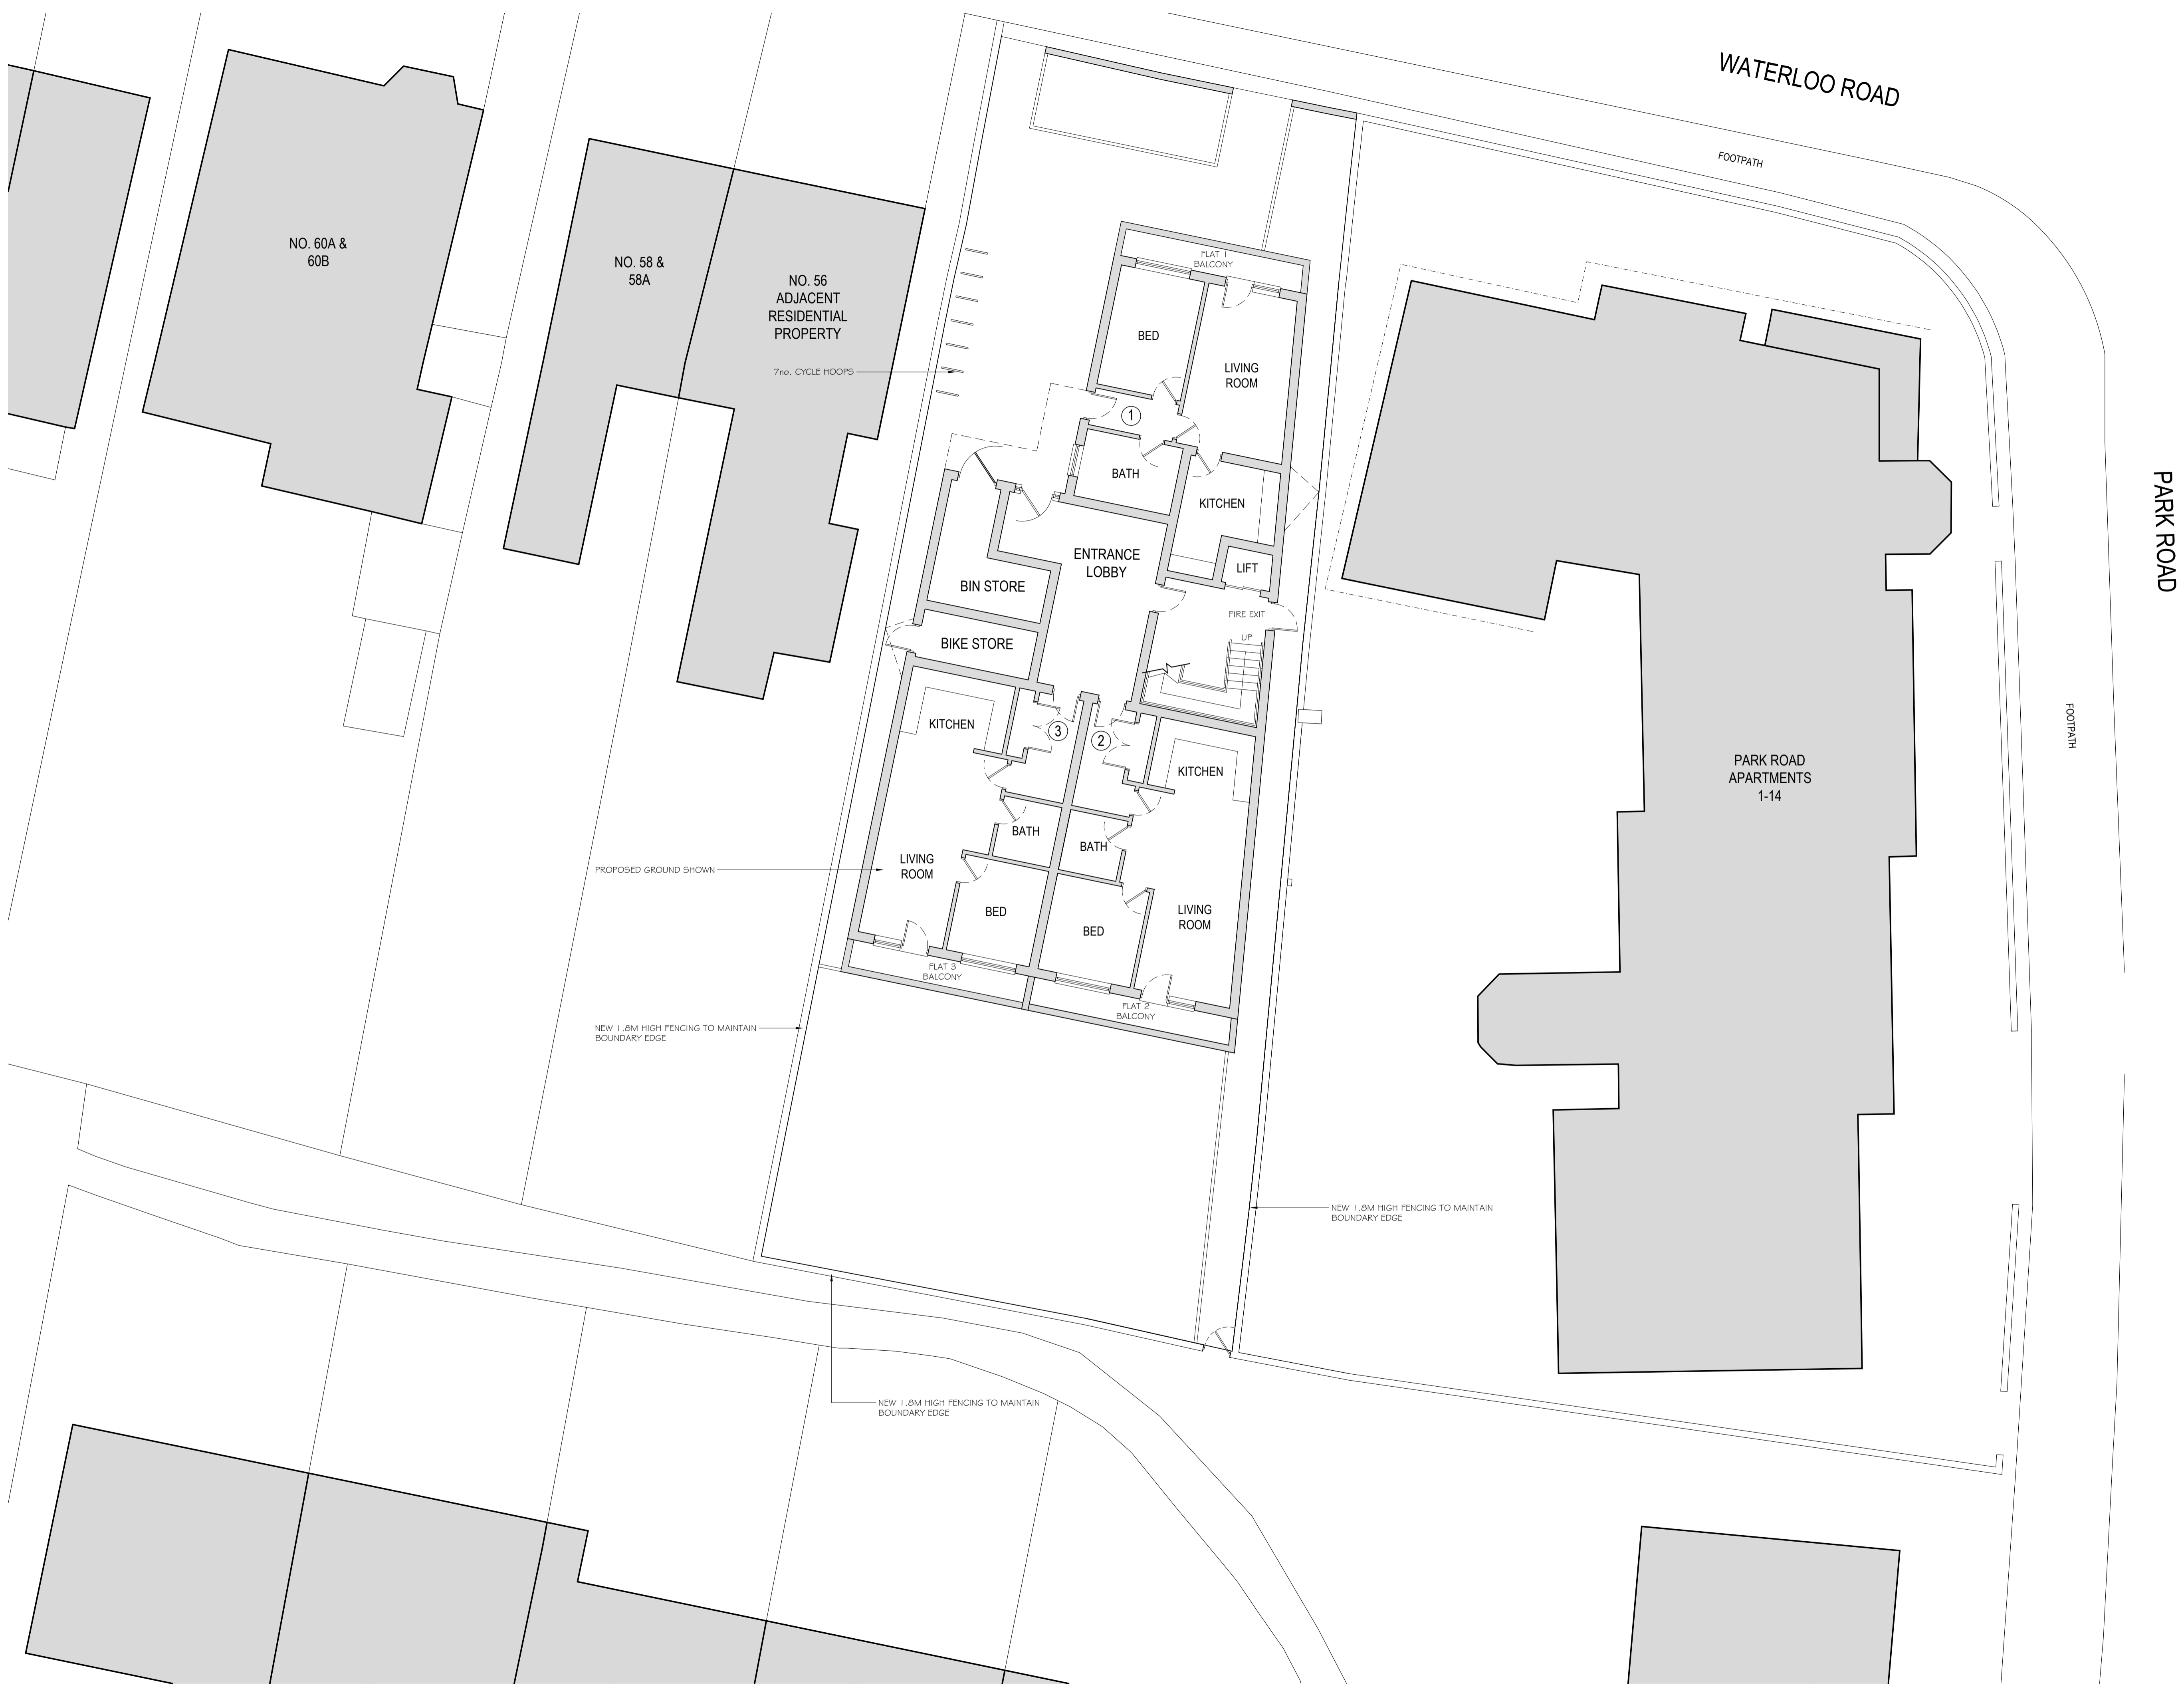 WATERLOO ROAD
FOOTPATH
NO. 60A &
60B
NO. 58 &
58A
NO. 56
ADJACENT
RESIDENTIAL
PROPERTY
7no. CYCLE HOOPS
FLAT 1
BALCONY
BED
LIVING
ROOM
1
BATH
KITCHEN
ENTRANCE
LOBBY
LIFT
BIN STORE
FIRE EXIT
UP
BIKE STORE
KITCHEN
3
2
KITCHEN
BATH
BATH
LIVING
ROOM
PROPOSED GROUND SHOWN
BED
BED
LIVING
ROOM
FLAT 3
BALCONY
FLAT 2
BALCONY
NEW 1.8M HIGH FENCING TO MAINTAIN
BOUNDARY EDGE
NEW 1.8M HIGH FENCING TO MAINTAIN
BOUNDARY EDGE
NEW 1.8M HIGH FENCING TO MAINTAIN
BOUNDARY EDGE
PARK ROAD
APARTMENTS
1-14
PARK ROAD
FOOTPATH